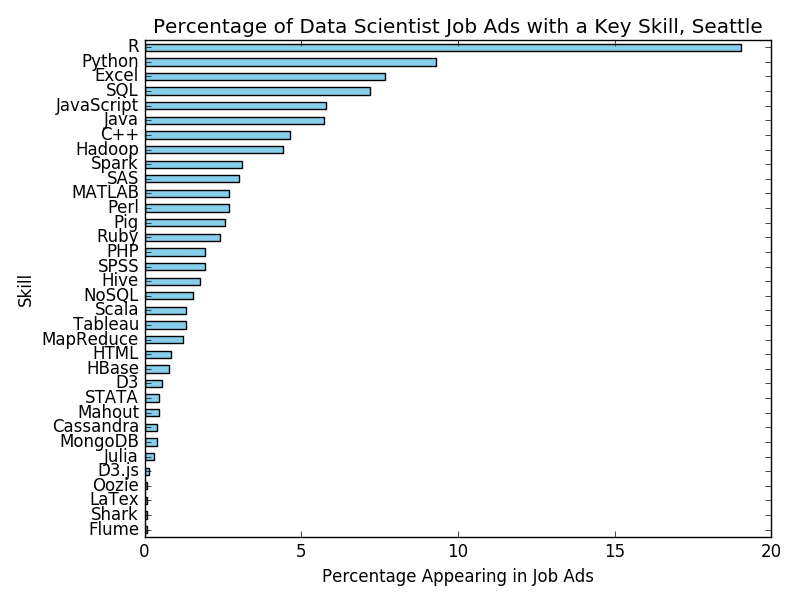 Percentage of Data Scientist Job Ads with a Key Skill, Seattle
R
Python
Excel
SQL
JavaScript
Java
C++
Hadoop
Spark
SAS
MATLAB
Perl
Pig
Ruby
PHP
SPSS
Hive
NoSQL
Scala
Tableau
MapReduce
HTML
HBase
D3
STATA
Mahout
Cassandra
MongoDB
Julia
D3.js
Oozie
LaTex
Shark
Flume
Skill
0 5 10 15 20
Percentage Appearing in Job Ads